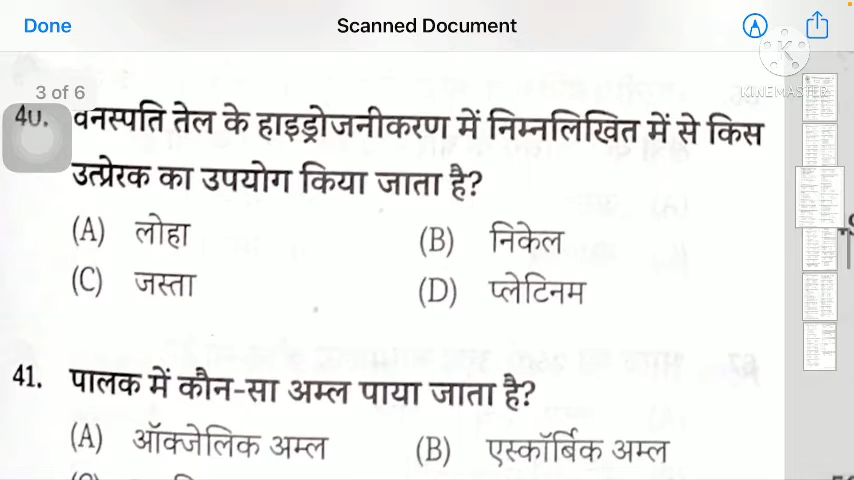 Done
Scanned Document
3 of 6
KINEMASTER
40. वनस्पति तेल के हाइड्रोजनीकरण में निम्नलिखित में से किस
उत्प्रेरक का उपयोग किया जाता है?
(A) लोहा (B) निकेल
(C) जस्ता (D) प्लेटिनम
41. पालक में कौन-सा अम्ल पाया जाता है?
(A) ऑक्जेलिक अम्ल (B) एस्कॉर्बिक अम्ल